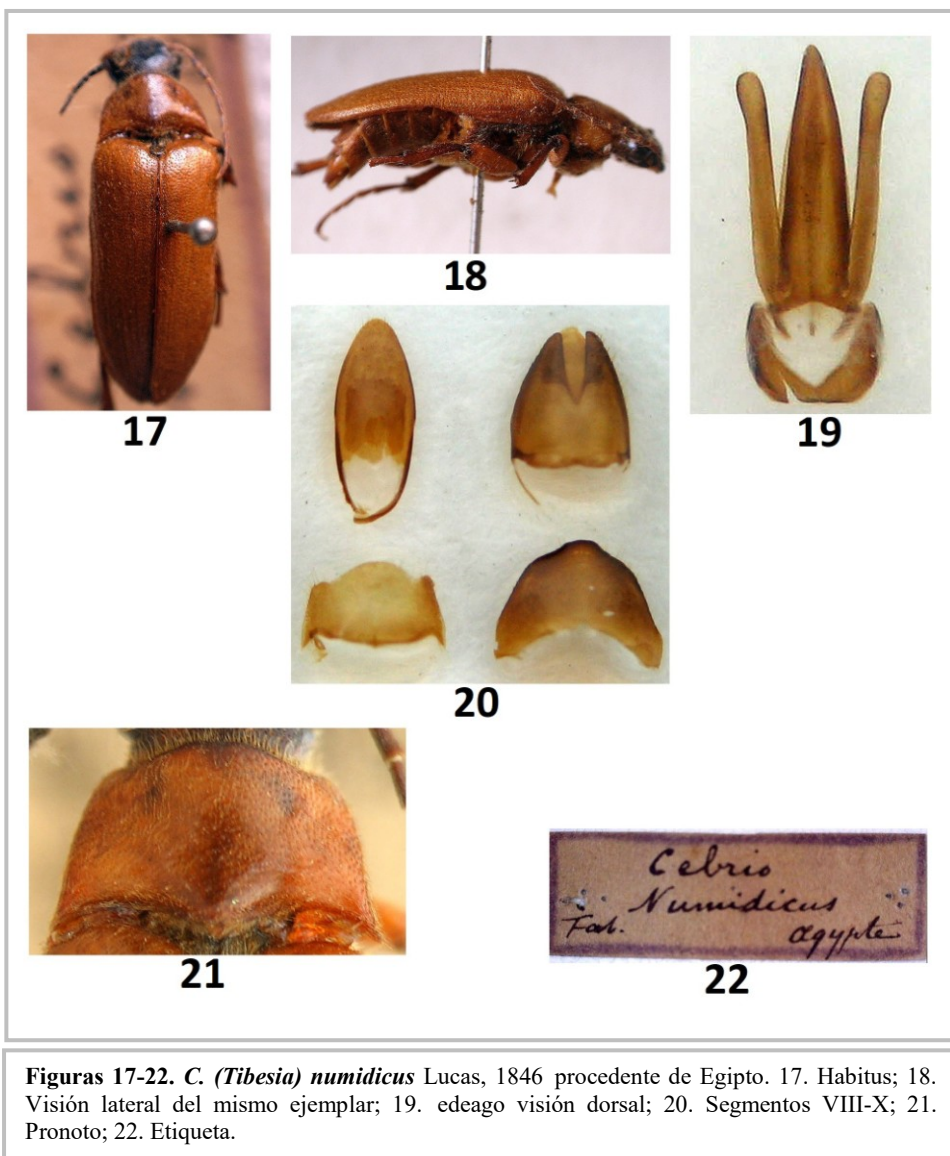 17
18
19
20
21
Cebrio
Numidicus
Fab. Ægypte
22
Figuras 17-22. C. (Tibesia) numidicus Lucas, 1846 procedente de Egipto. 17. Habitus; 18.
Visión lateral del mismo ejemplar; 19. edeago visión dorsal; 20. Segmentos VIII-X; 21.
Pronoto; 22. Etiqueta.